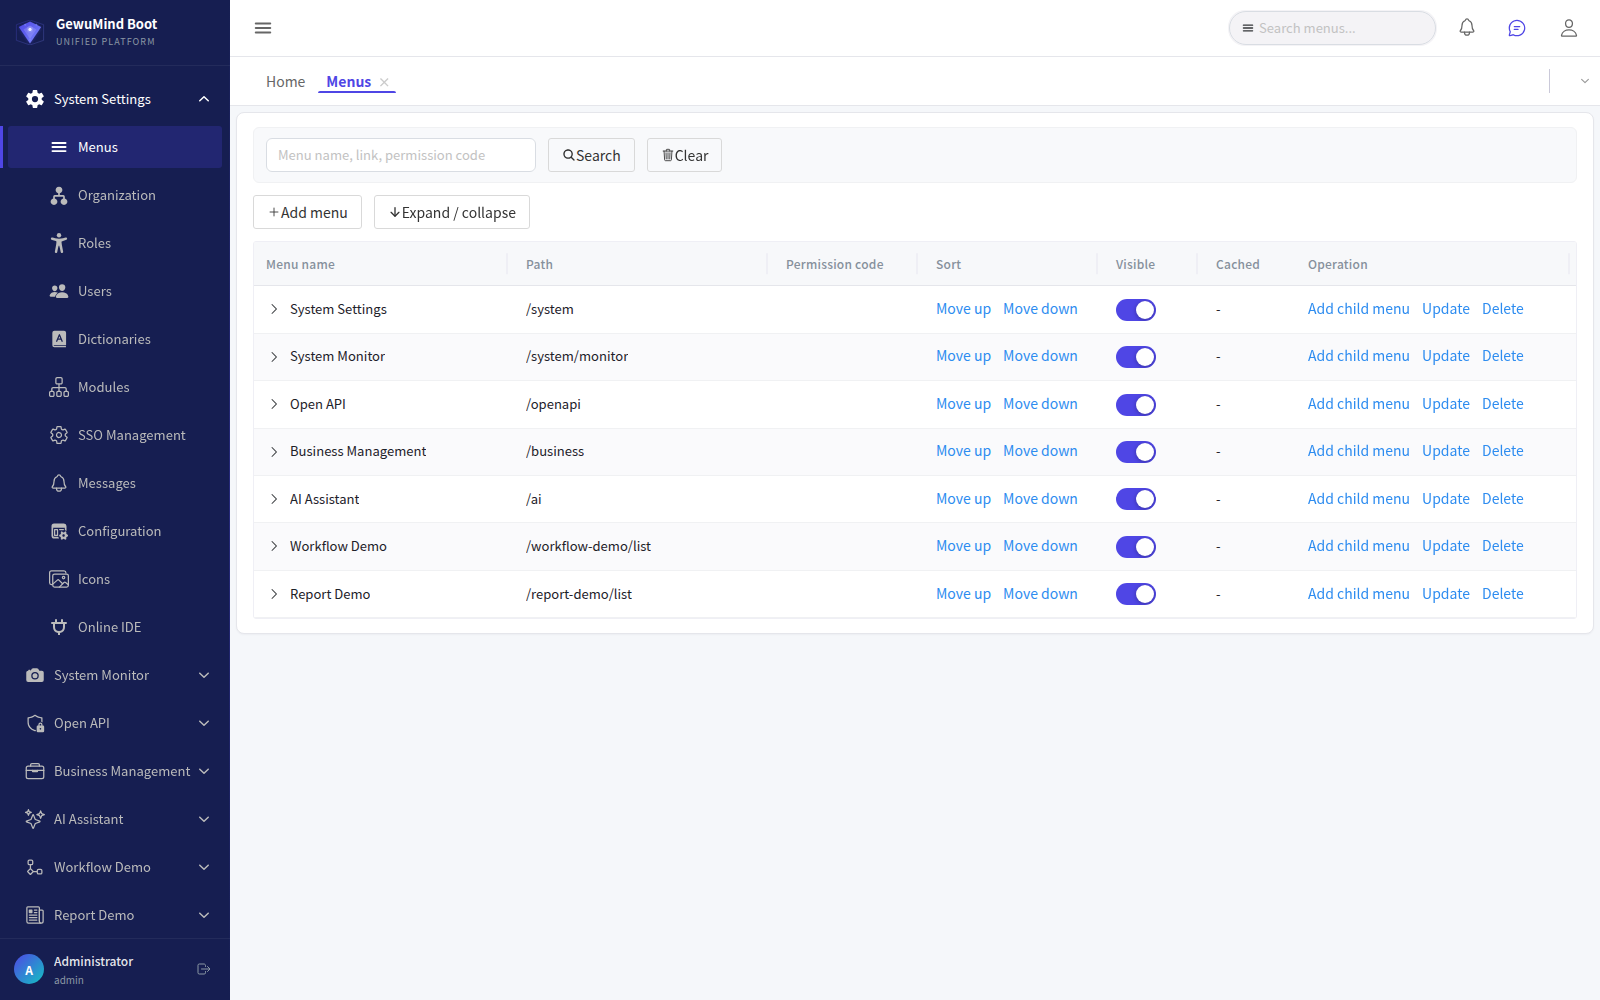 GewuMind Boot
UNIFIED PLATFORM
System Settings
Menus
Organization
Roles
Users
Dictionaries
Modules
SSO Management
Messages
Configuration
Icons
Online IDE
System Monitor
Open API
Business Management
AI Assistant
Workflow Demo
Report Demo
A
Administrator
admin
Search menus...
Home Menus
Menu name, link, permission code Search Clear
Add menu Expand / collapse
Menu name Path Permission code Sort Visible Cached Operation
System Settings /system Move up Move down - Add child menu Update Delete
System Monitor /system/monitor Move up Move down - Add child menu Update Delete
Open API /openapi Move up Move down - Add child menu Update Delete
Business Management /business Move up Move down - Add child menu Update Delete
AI Assistant /ai Move up Move down - Add child menu Update Delete
Workflow Demo /workflow-demo/list Move up Move down - Add child menu Update Delete
Report Demo /report-demo/list Move up Move down - Add child menu Update Delete